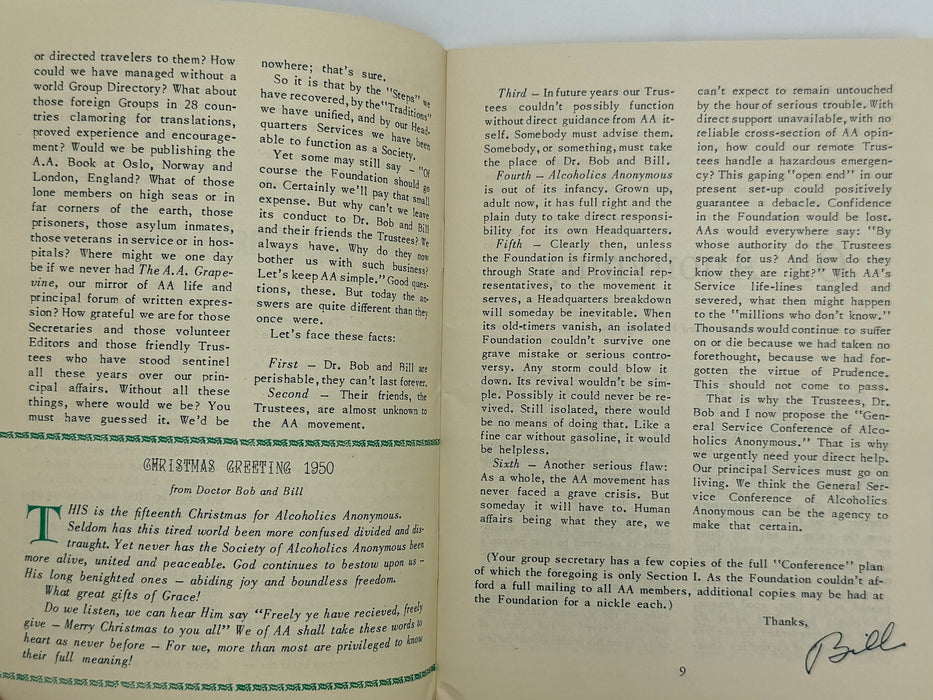 or directed travelers to them? How
could we have managed without a
world Group Directory? What about
those foreign Groups in 28 coun-
tries clamoring for translations,
proved experience and encourage-
ment? Would we be publishing the
A.A. Book at Oslo, Norway and
London, England? What of those
lone members on high seas or in
far corners of the earth, those
prisoners, those asylum inmates,
those veterans in service or in hos-
pitals? Where might we one day
be if we never had The A.A. Grape-
vine, our mirror of AA life and
principal forum of written expres-
sion? How grateful we are for those
Secretaries and those volunteer
Editors and those friendly Trus-
tees who have stood sentinel
all these years over our prin-
cipal affairs. Without all these
things, where would we be? You
must have guessed it. We'd be
nowhere; that's sure.
So it is that by the "Steps" we
have recovered, by the "Traditions"
we have unified, and by our Head-
quarters Services we have been
able to function as a Society.
Yet some may still say – "Of
course the Foundation should go
on. Certainly we'll pay that small
expense. But why can't we leave
its conduct to Dr. Bob and Bill
and their friends the Trustees? We
always have. Why do they now
bother us with such business?
Let's keep AA simple." Good ques-
tions, these. But today the an-
swers are quite different than they
once were.
Let's face these facts:
First – Dr. Bob and Bill are
perishable, they can't last forever.
Second – Their friends, the
Trustees, are almost unknown to
the AA movement.
CHRISTMAS GREETING 1950
from Doctor Bob and Bill
THIS is the fifteenth Christmas for Alcoholics Anonymous.
Seldom has this tired world been more confused divided and dis-
traught. Yet never has the Society of Alcoholics Anonymous been
more alive, united and peaceable. God continues to bestow upon us –
His long benighted ones – abiding joy and boundless freedom.
What great gifts of Grace!
Do we listen, we can hear Him say "Freely ye have recieved, freely
give – Merry Christmas to you all" We of AA shall take these words to
heart as never before – For we, more than most are privileged to know
their full meaning!
Third – In future years our Trus-
tees couldn't possibly function
without direct guidance from AA it-
self. Somebody must advise them.
Somebody, or something, must take
the place of Dr. Bob and Bill.
Fourth – Alcoholics Anonymous
is out of its infancy. Grown up,
adult now, it has full right and the
plain duty to take direct responsi-
bility for its own Headquarters.
Fifth – Clearly then, unless
the Foundation is firmly anchored,
through State and Provincial rep-
resentatives, to the movement it
serves, a Headquarters breakdown
will someday be inevitable. When
its old-timers vanish, an isolated
Foundation couldn't survive one
grave mistake or serious contro-
versy. Any storm could blow it
down. Its revival wouldn't be sim-
ple. Possibly it could never be re-
vived. Still isolated, there would
be no means of doing that. Like a
fine car without gasoline, it would
be helpless.
Sixth – Another serious flaw:
As a whole, the AA movement has
never faced a grave crisis. But
someday it will have to. Human
affairs being what they are, we
can't expect to remain untouched
by the hour of serious trouble. With
direct support unavailable, with no
reliable cross-section of AA opin-
ion, how could our remote Trus-
tees handle a hazardous emergen-
cy? This gaping "open end" in our
present set-up could positively
guarantee a debacle. Confidence
in the Foundation would be lost.
AAs would everywhere say: "By
whose authority do the Trustees
speak for us? And how do they
know they are right?" With AA's
Service life-lines tangled and
severed, what then might happen
to the "millions who don't know."
Thousands would continue to suffer
on or die because we had taken no
forethought, because we had for-
gotten the virtue of Prudence.
This should not come to pass.
That is why the Trustees, Dr.
Bob and I now propose the "Gen-
eral Service Conference of Alco-
holics Anonymous." That is why
we urgently need your direct help.
Our principal Services must go on
living. We think the General Ser-
vice Conference of Alcoholics
Anonymous can be the agency to
make that certain.
(Your group secretary has a few copies of the full "Conference" plan
of which the foregoing is only Section I. As the Foundation couldn't af-
ford a full mailing to all AA members, additional copies may be had at
the Foundation for a nickle each.)
Thanks,
Bill
9